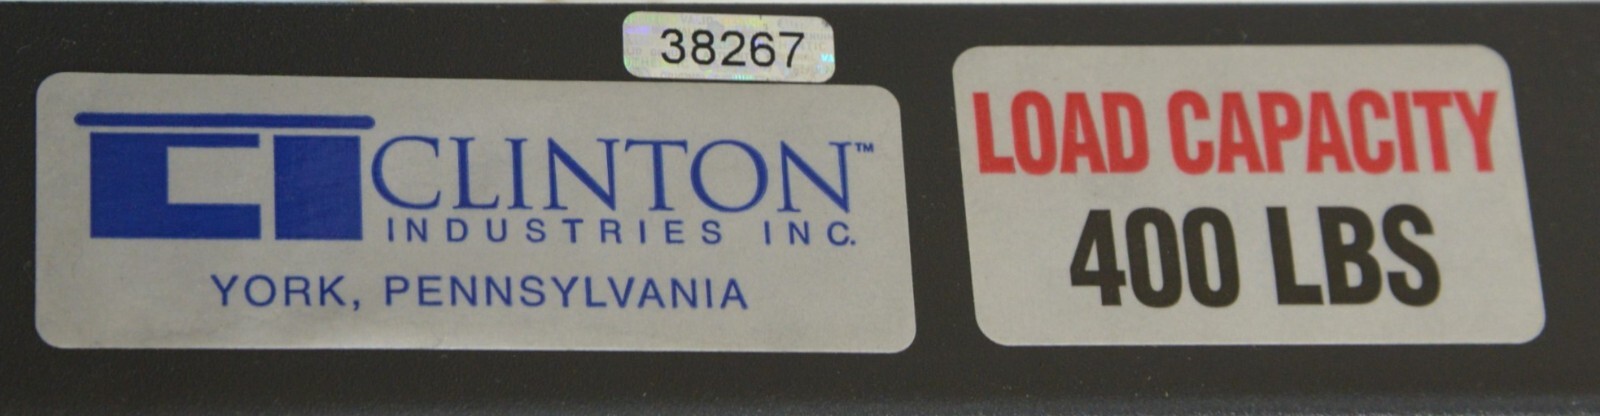 38267
CLINTON™
INDUSTRIES INC.
YORK, PENNSYLVANIA
LOAD CAPACITY
400 LBS